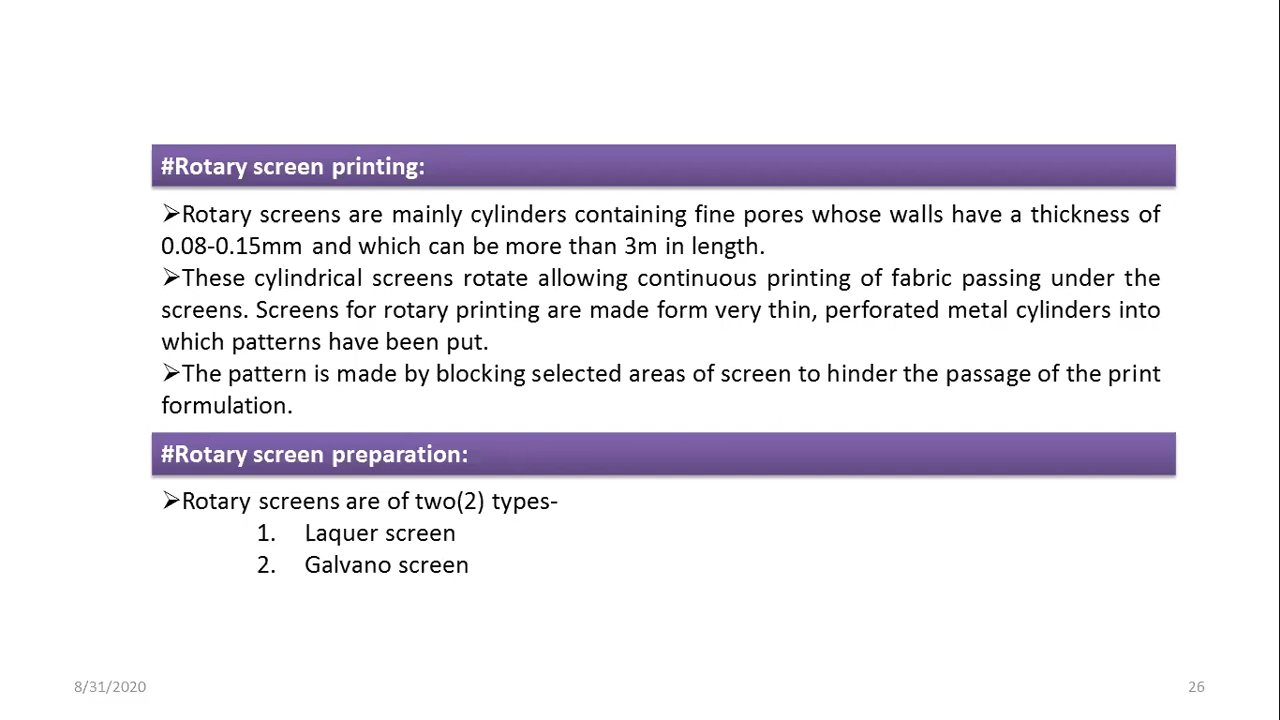 #Rotary screen printing:
➢Rotary screens are mainly cylinders containing fine pores whose walls have a thickness of
0.08-0.15mm and which can be more than 3m in length.
➢These cylindrical screens rotate allowing continuous printing of fabric passing under the
screens. Screens for rotary printing are made form very thin, perforated metal cylinders into
which patterns have been put.
➢The pattern is made by blocking selected areas of screen to hinder the passage of the print
formulation.
#Rotary screen preparation:
➢Rotary screens are of two(2) types-
1. Laquer screen
2. Galvano screen
8/31/2020
26